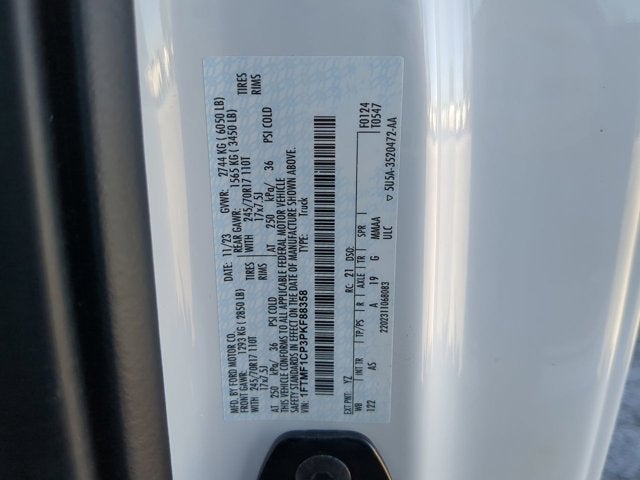 MFD. BY FORD MOTOR CO.
DATE: 11/23 GVWR: 2744 KG ( 6050 LB)
FRONT GAWR: 1293 KG ( 2850 LB) REAR GAWR: 1565 KG ( 3450 LB)
WITH 245/70R17 110T TIRES WITH 245/70R17 110T TIRES
17x7.5J RIMS 17x7.5J RIMS
AT 250 kPa/ 36 PSI COLD AT 250 kPa/ 36 PSI COLD
THIS VEHICLE CONFORMS TO ALL APPLICABLE FEDERAL MOTOR VEHICLE
SAFETY STANDARDS IN EFFECT ON THE DATE OF MANUFACTURE SHOWN ABOVE.
VIN: 1FTMF1CP3PKF88358 TYPE: Truck
F0124
T0547
EXT PNT: YZ RC: 21 DSO:
WB INT TR TP/PS R AXLE TR SPR
122 AS A 19 G MMAAA
2202311068083 ULC
▽ 5U5A-3520472-AA